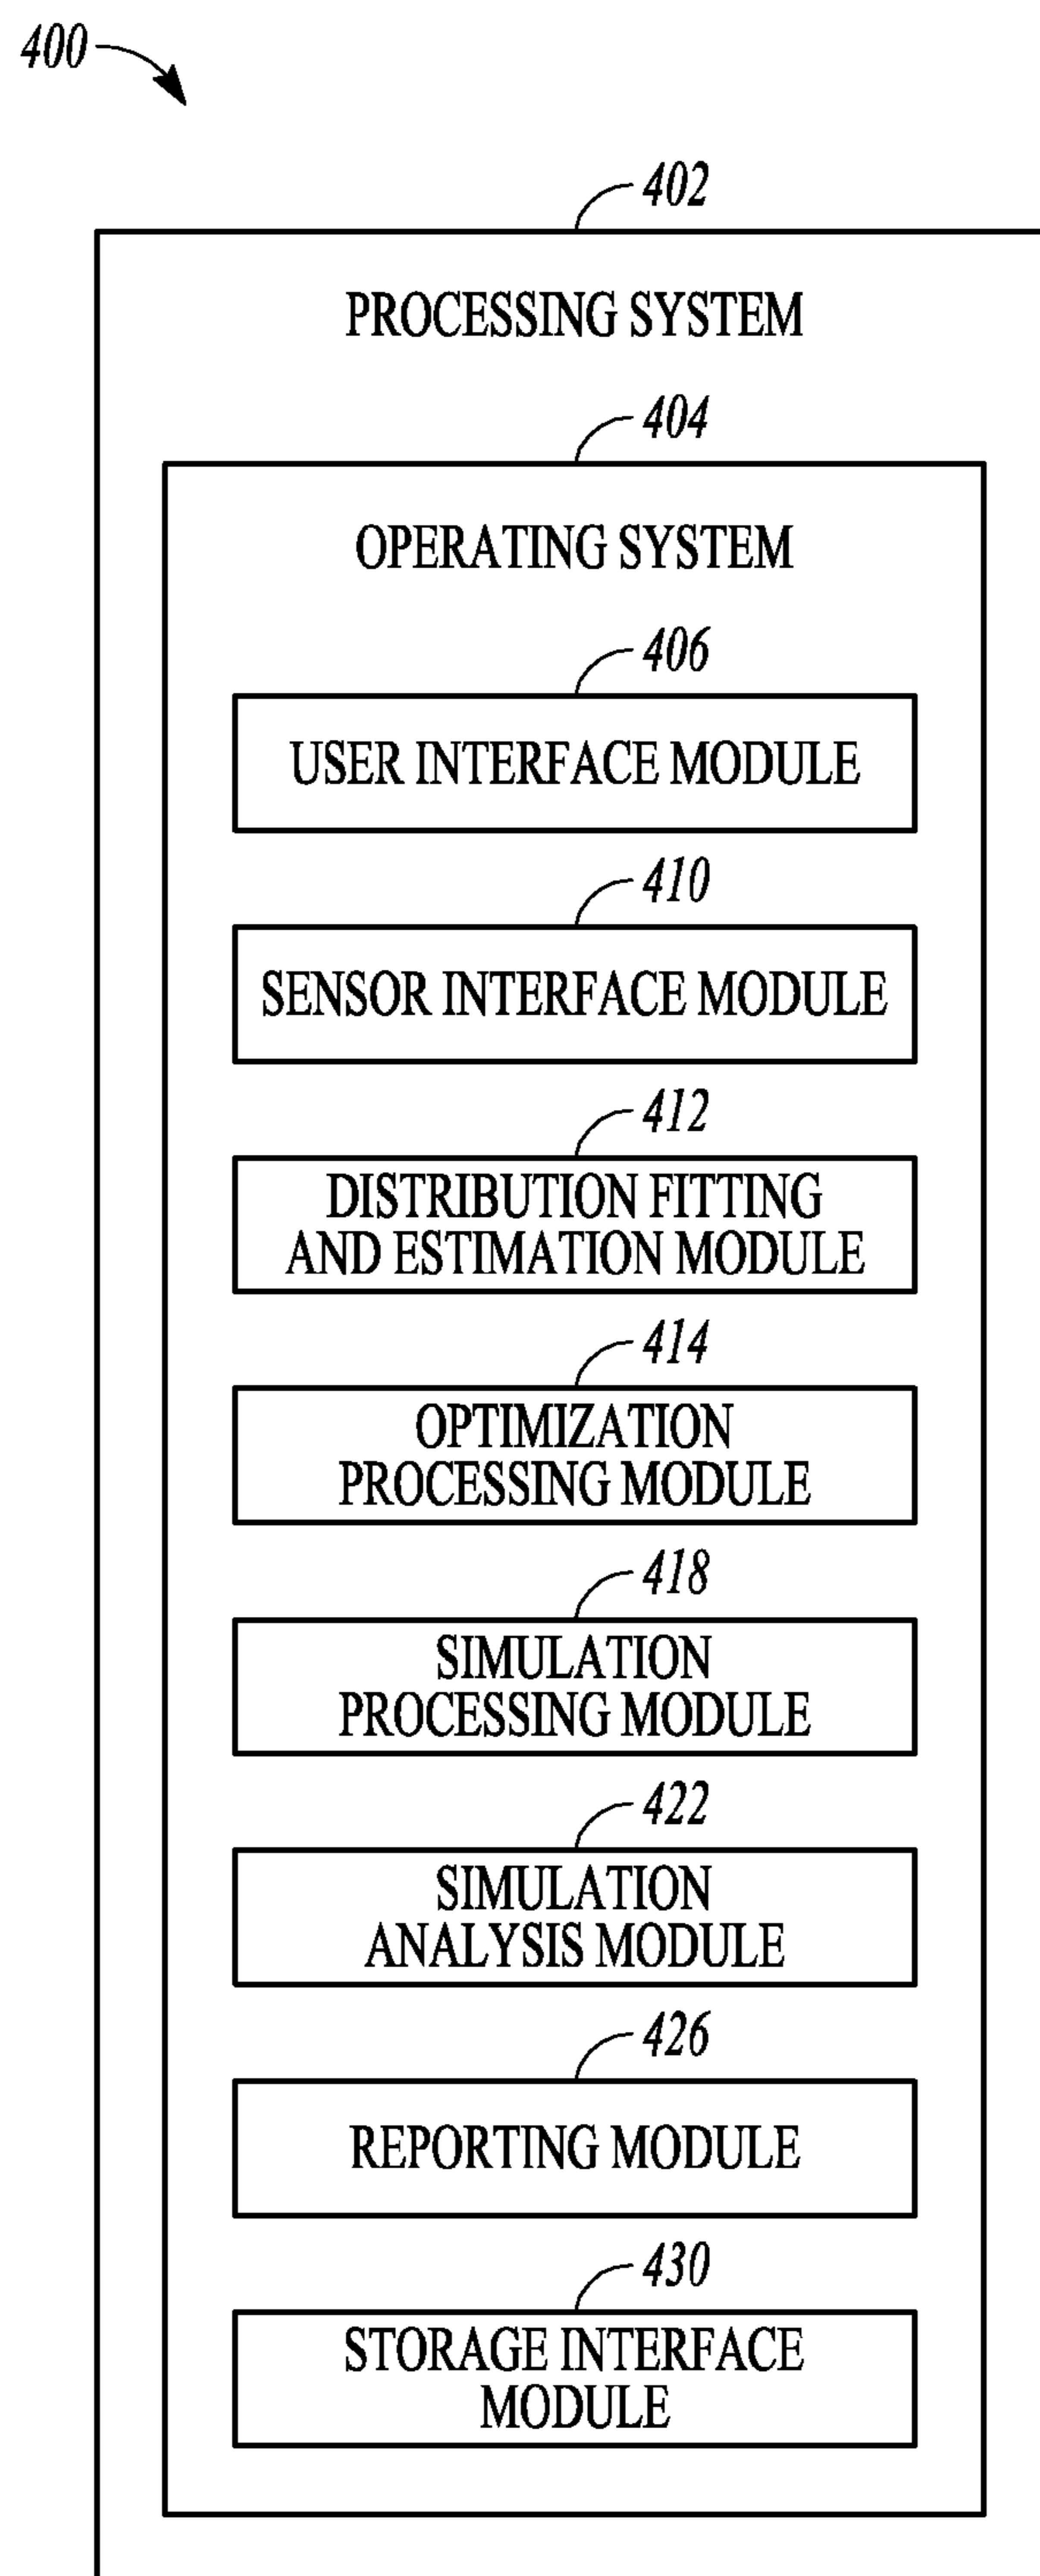 400
402
PROCESSING SYSTEM
404
OPERATING SYSTEM
406
USER INTERFACE MODULE
410
SENSOR INTERFACE MODULE
412
DISTRIBUTION FITTING
AND ESTIMATION MODULE
414
OPTIMIZATION
PROCESSING MODULE
418
SIMULATION
PROCESSING MODULE
422
SIMULATION
ANALYSIS MODULE
426
REPORTING MODULE
430
STORAGE INTERFACE
MODULE